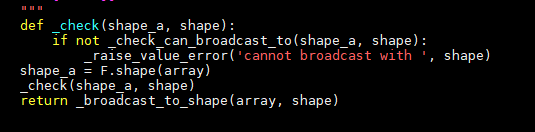 """
def _check(shape_a, shape):
    if not _check_can_broadcast_to(shape_a, shape):
        _raise_value_error('cannot broadcast with ', shape)
shape_a = F.shape(array)
_check(shape_a, shape)
return _broadcast_to_shape(array, shape)